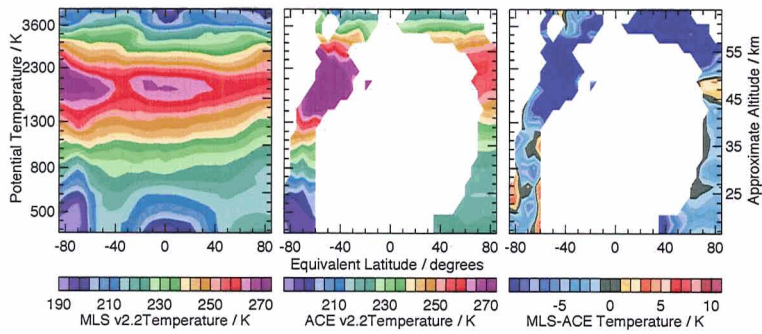 3600
2300
1300
800
500
Potential Temperature / K
-80 -40 0 40 80
-80 -40 0 40 80
-80 -40 0 40 80
65
55
45
35
25
Approximate Altitude / km
Equivalent Latitude / degrees
190 210 230 250 270
210 230 250 270
-5 0 5 10
MLS v2.2Temperature / K
ACE v2.2Temperature / K
MLS-ACE Temperature / K